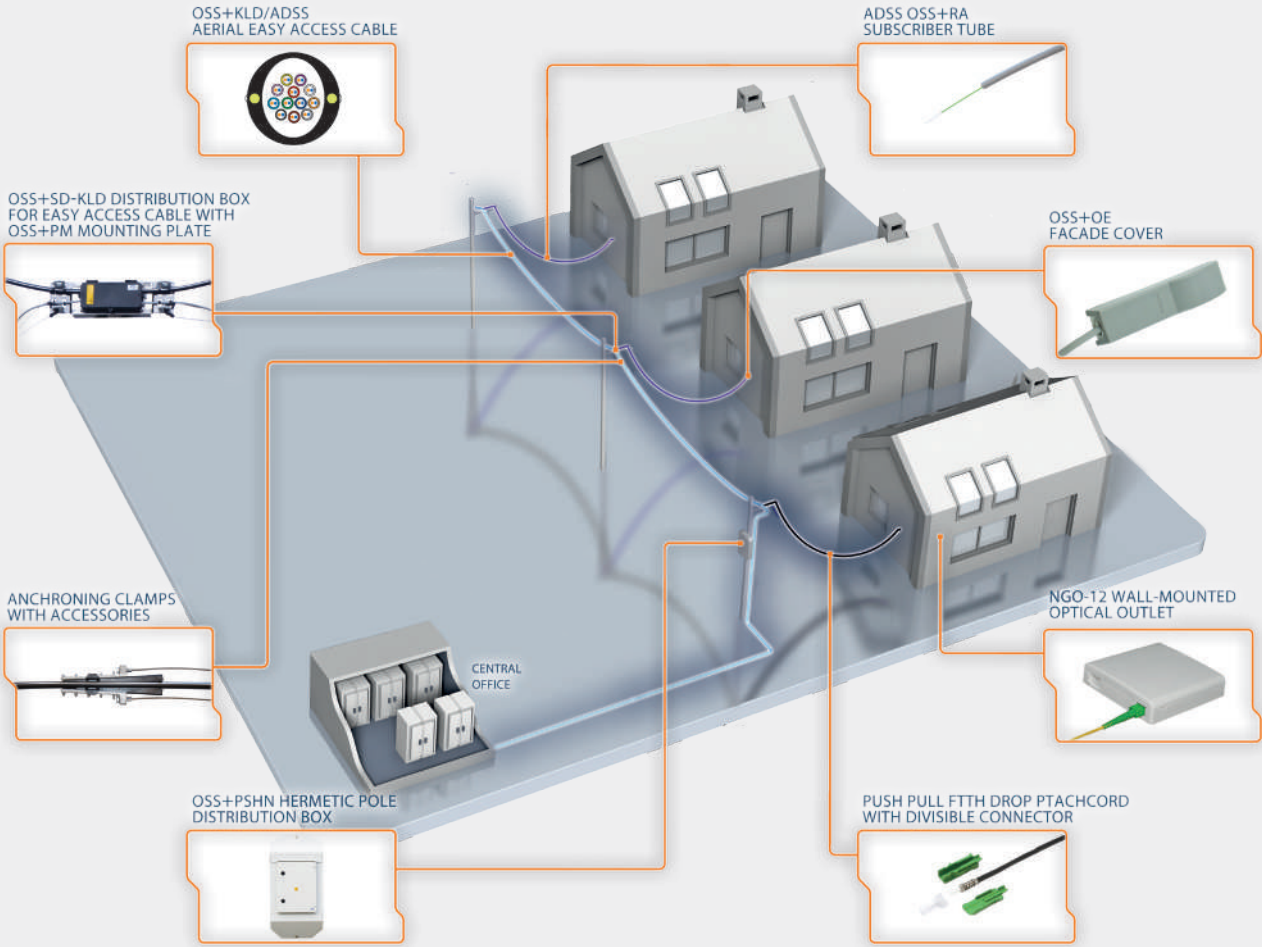 OSS+KLD/ADSS
AERIAL EASY ACCESS CABLE
ADSS OSS+RA
SUBSCRIBER TUBE
OSS+SD-KLD DISTRIBUTION BOX
FOR EASY ACCESS CABLE WITH
OSS+PM MOUNTING PLATE
OSS+OE
FACADE COVER
ANCHRONING CLAMPS
WITH ACCESSORIES
NGO-12 WALL-MOUNTED
OPTICAL OUTLET
CENTRAL
OFFICE
OSS+PSHN HERMETIC POLE
DISTRIBUTION BOX
PUSH PULL FTTH DROP PTACHCORD
WITH DIVISIBLE CONNECTOR